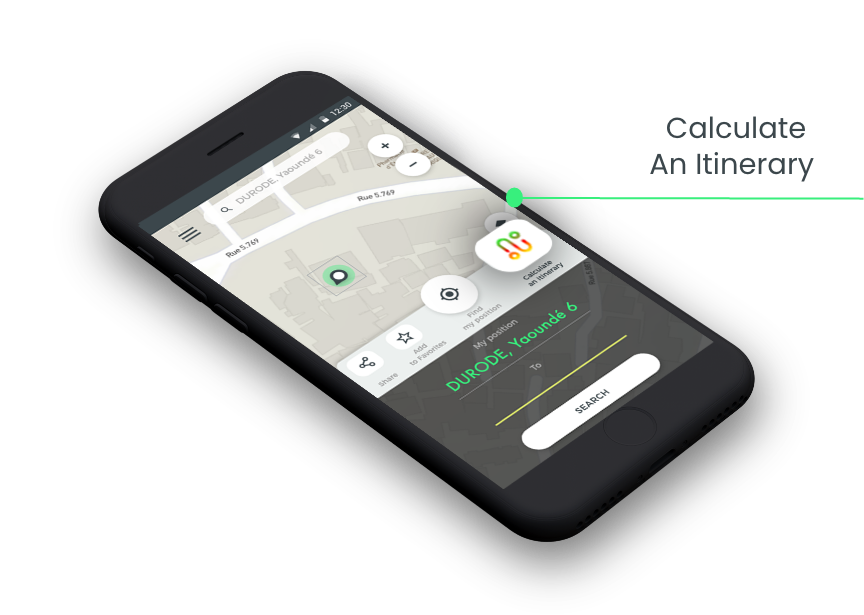 Calculate
An Itinerary
12:30
DURODE, Yaoundé 6
+
−
Rue 5.769
Rue 5.769
Calculate
an itinerary
Find
my position
Add
to Favorites
Share
My position
DURODE, Yaoundé 6
To
SEARCH